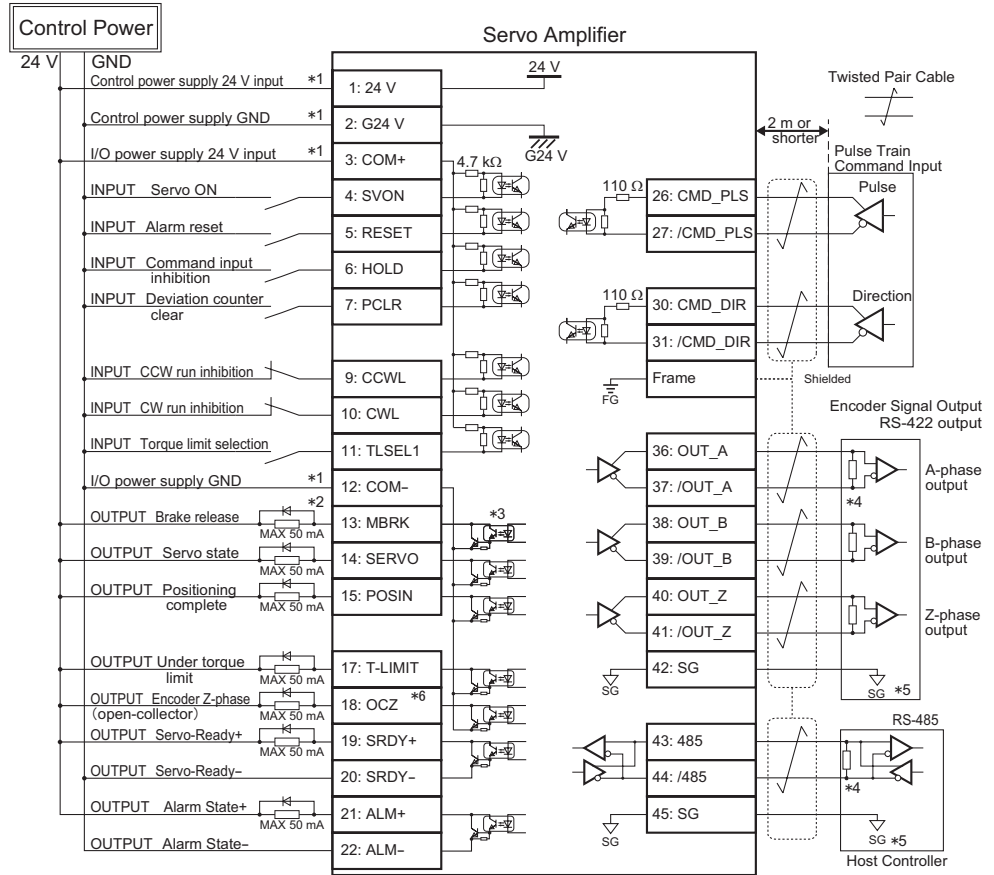 Control Power
Servo Amplifier
24 V
GND
Control power supply 24 V input *1
1: 24 V
24 V
Control power supply GND *1
2: G24 V
G24 V
I/O power supply 24 V input *1
3: COM+
4.7 kΩ
INPUT Servo ON
4: SVON
INPUT Alarm reset
5: RESET
INPUT Command input
inhibition
6: HOLD
INPUT Deviation counter
clear
7: PCLR
INPUT CCW run inhibition
9: CCWL
INPUT CW run inhibition
10: CWL
INPUT Torque limit selection
11: TLSEL1
I/O power supply GND *1
12: COM−
OUTPUT Brake release
*2
MAX 50 mA
13: MBRK
*3
OUTPUT Servo state
MAX 50 mA
14: SERVO
OUTPUT Positioning
complete
MAX 50 mA
15: POSIN
OUTPUT Under torque
limit
MAX 50 mA
17: T-LIMIT
OUTPUT Encoder Z-phase
(open-collector)
MAX 50 mA
18: OCZ *6
OUTPUT Servo-Ready+
MAX 50 mA
19: SRDY+
OUTPUT Servo-Ready−
20: SRDY−
OUTPUT Alarm State+
MAX 50 mA
21: ALM+
OUTPUT Alarm State−
22: ALM−
Twisted Pair Cable
2 m or
shorter
Pulse Train
Command Input
110 Ω
26: CMD_PLS
Pulse
27: /CMD_PLS
110 Ω
30: CMD_DIR
Direction
31: /CMD_DIR
FG
Frame
Shielded
Encoder Signal Output
RS-422 output
36: OUT_A
37: /OUT_A
*4
A-phase
output
38: OUT_B
39: /OUT_B
B-phase
output
40: OUT_Z
41: /OUT_Z
Z-phase
output
SG
42: SG
SG *5
RS-485
43: 485
44: /485
*4
SG
45: SG
SG *5
Host Controller